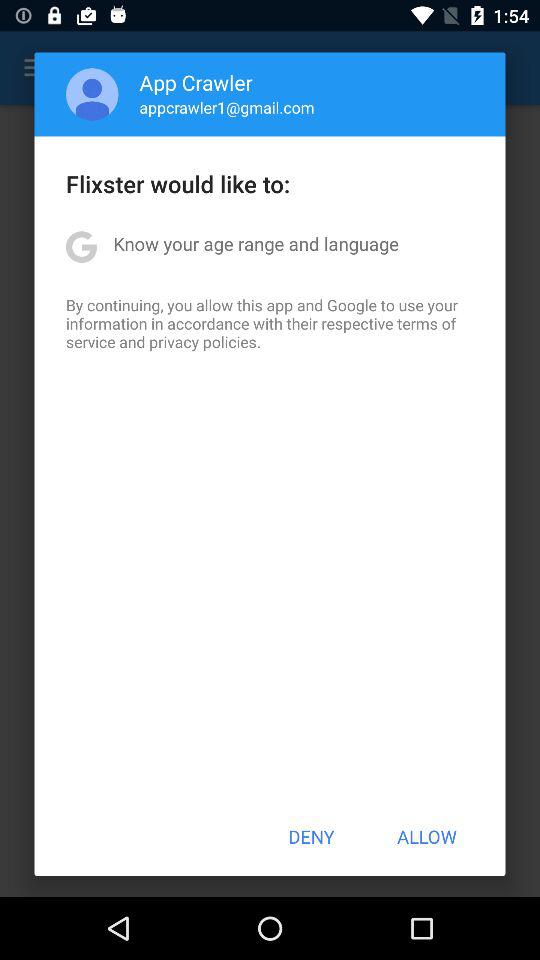 1:54
App Crawler
appcrawler1@gmail.com
Flixster would like to:
G
Know your age range and language
By continuing, you allow this app and Google to use your
information in accordance with their respective terms of
service and privacy policies.
DENY
ALLOW